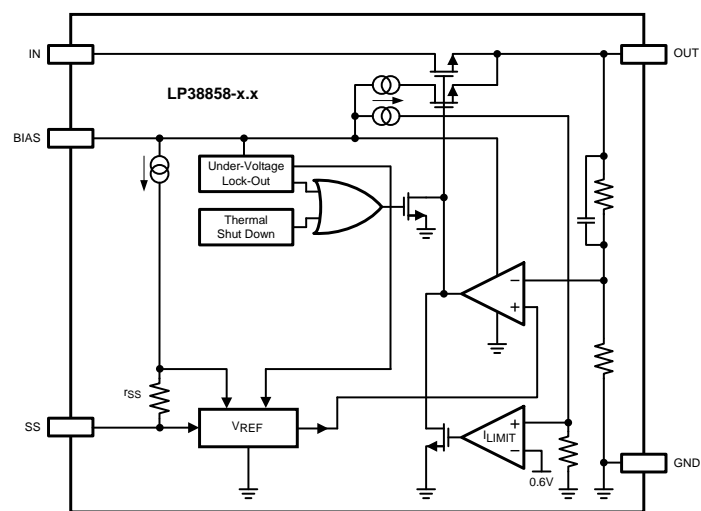 IN
OUT
LP38858-x.x
BIAS
Under-Voltage
Lock-Out
Thermal
Shut Down
−
+
rSS
SS
VREF
+
ILIMIT
−
0.6V
GND